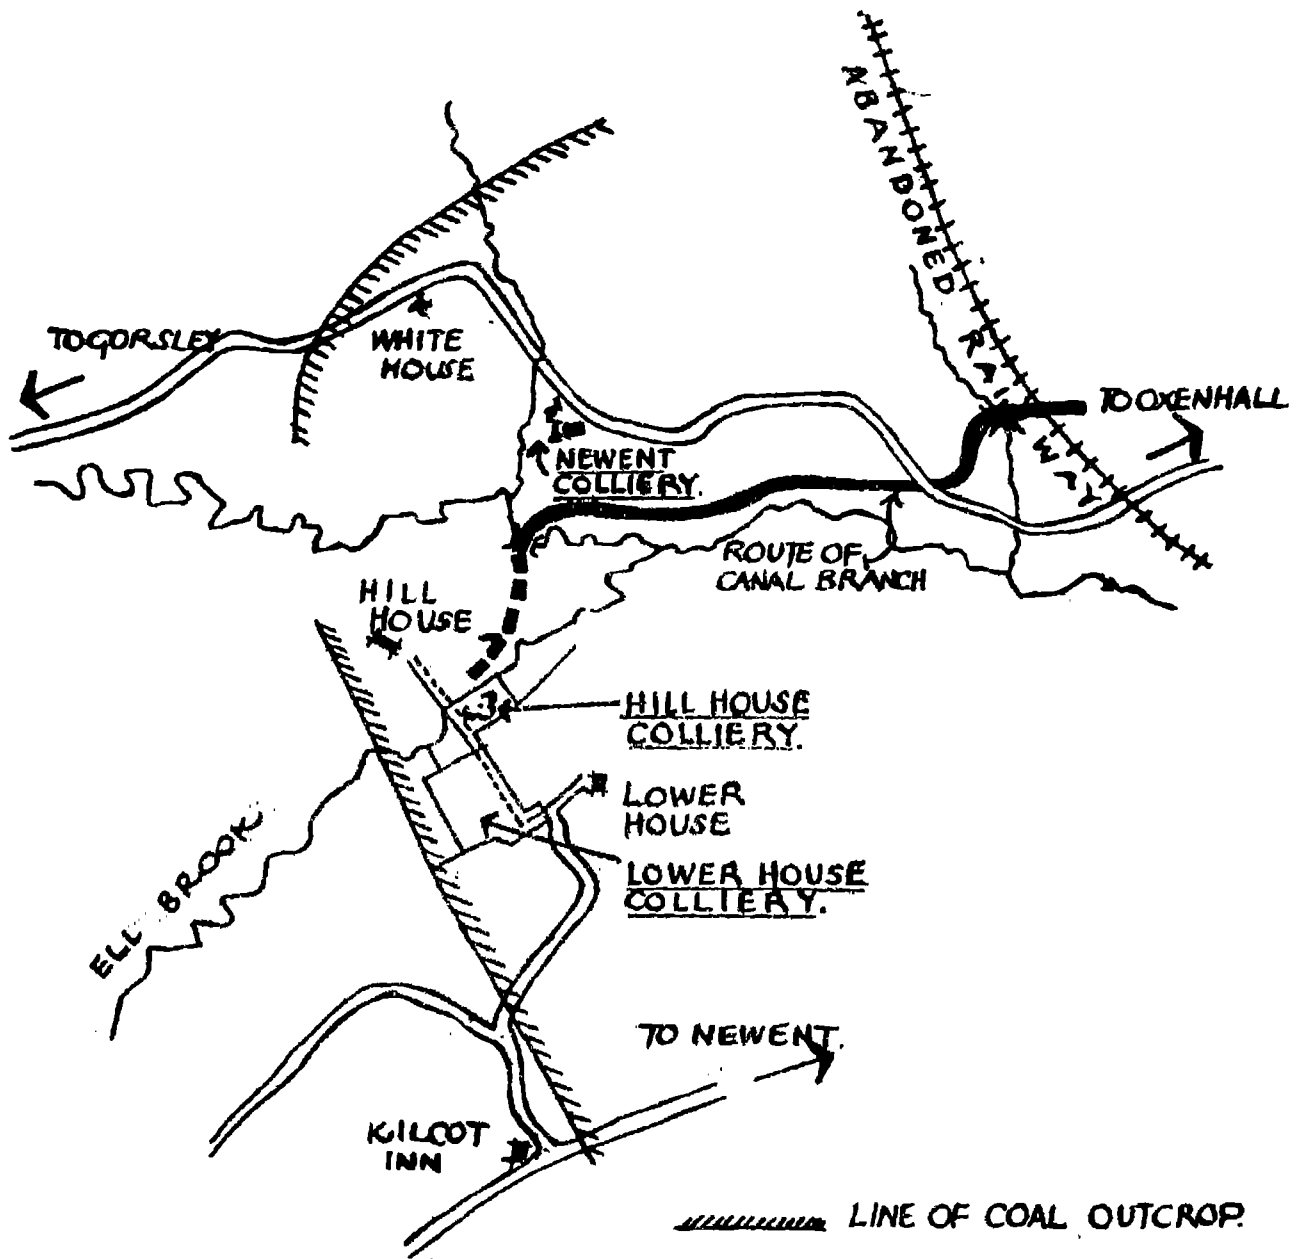 ABANDONED RAILWAY
TO GORSLEY
WHITE
HOUSE
TO OXENHALL
NEWENT
COLLIERY.
ROUTE OF
CANAL BRANCH
HILL
HOUSE
HILL HOUSE
COLLIERY.
LOWER
HOUSE
LOWER HOUSE
COLLIERY.
ELL BROOK
TO NEWENT.
KILCOT
INN
LINE OF COAL OUTCROP.